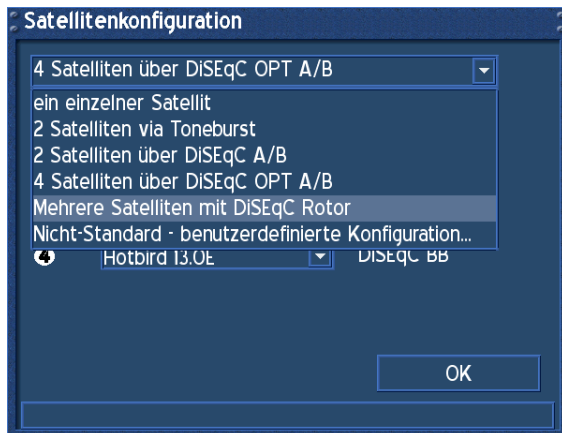 Satellitenkonfiguration
4 Satelliten über DiSEqC OPT A/B
ein einzelner Satellit
2 Satelliten via Toneburst
2 Satelliten über DiSEqC A/B
4 Satelliten über DiSEqC OPT A/B
Mehrere Satelliten mit DiSEqC Rotor
Nicht-Standard - benutzerdefinierte Konfiguration...
4 Hotbird 13.0E DiSEqC BB
OK